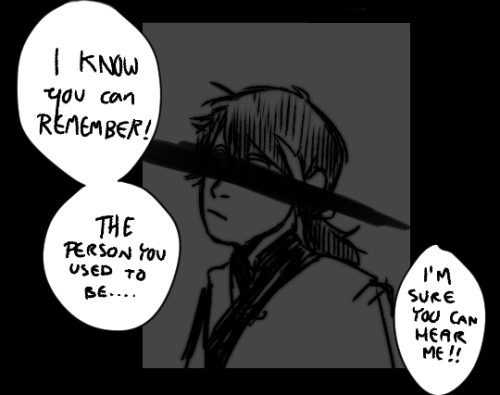 I KNOW
you can
REMEMBER!
THE
PERSON YOU
USED TO
BE....
I'M
SURE
YOU CAN
HEAR
ME!!